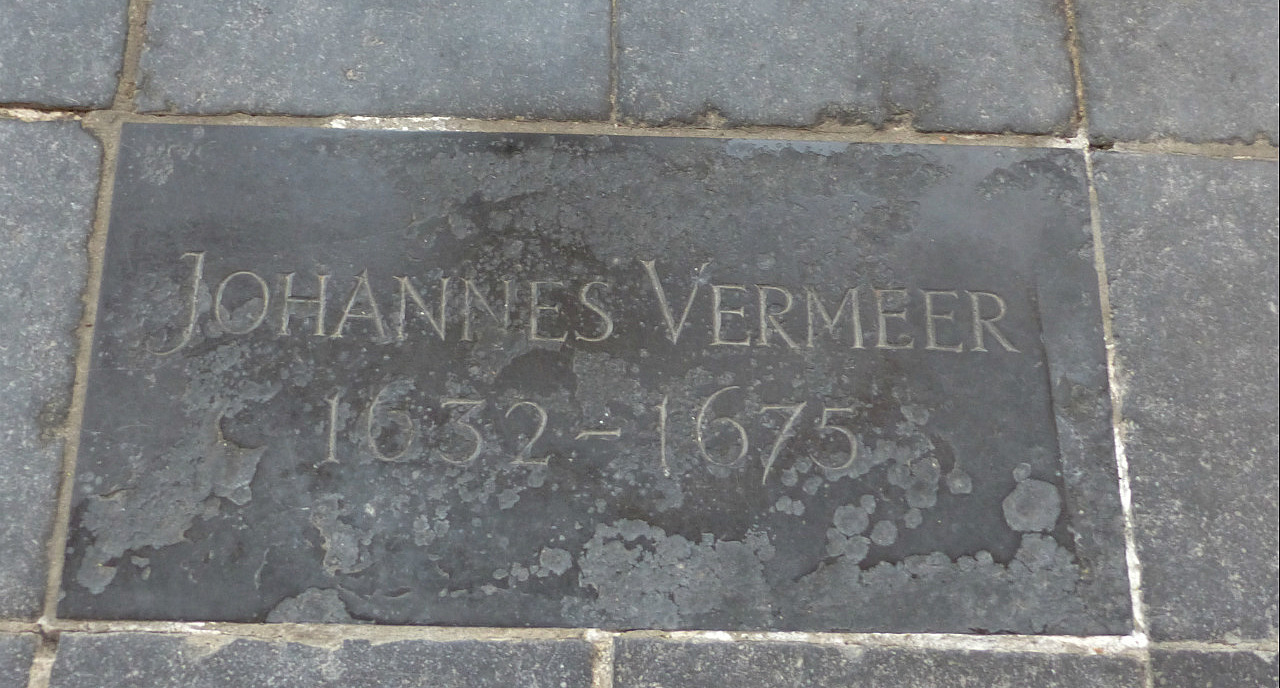 JOHANNES VERMEER
1632 - 1675